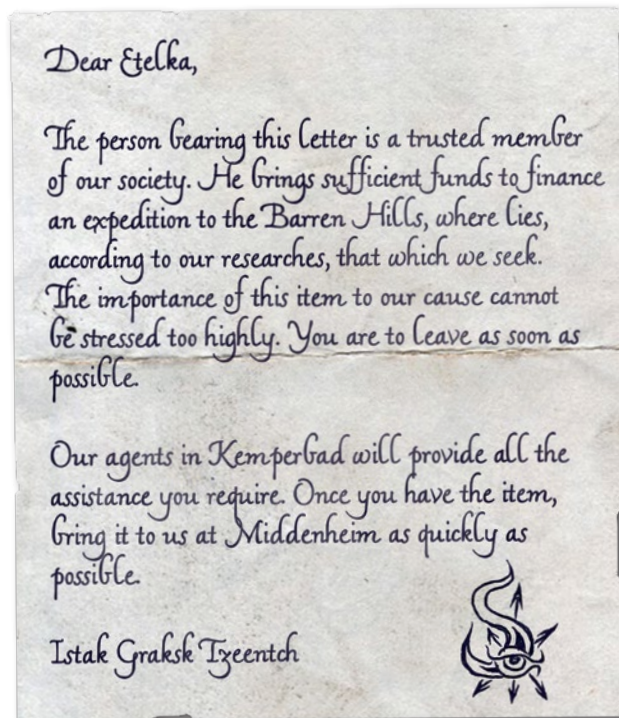 Dear Etelka,
The person bearing this letter is a trusted member
of our society. He brings sufficient funds to finance
an expedition to the Barren Hills, where lies,
according to our researches, that which we seek.
The importance of this item to our cause cannot
be stressed too highly. You are to leave as soon as
possible.
Our agents in Kemperbad will provide all the
assistance you require. Once you have the item,
bring it to us at Middenheim as quickly as
possible.
Istak Graksk Tzeentch